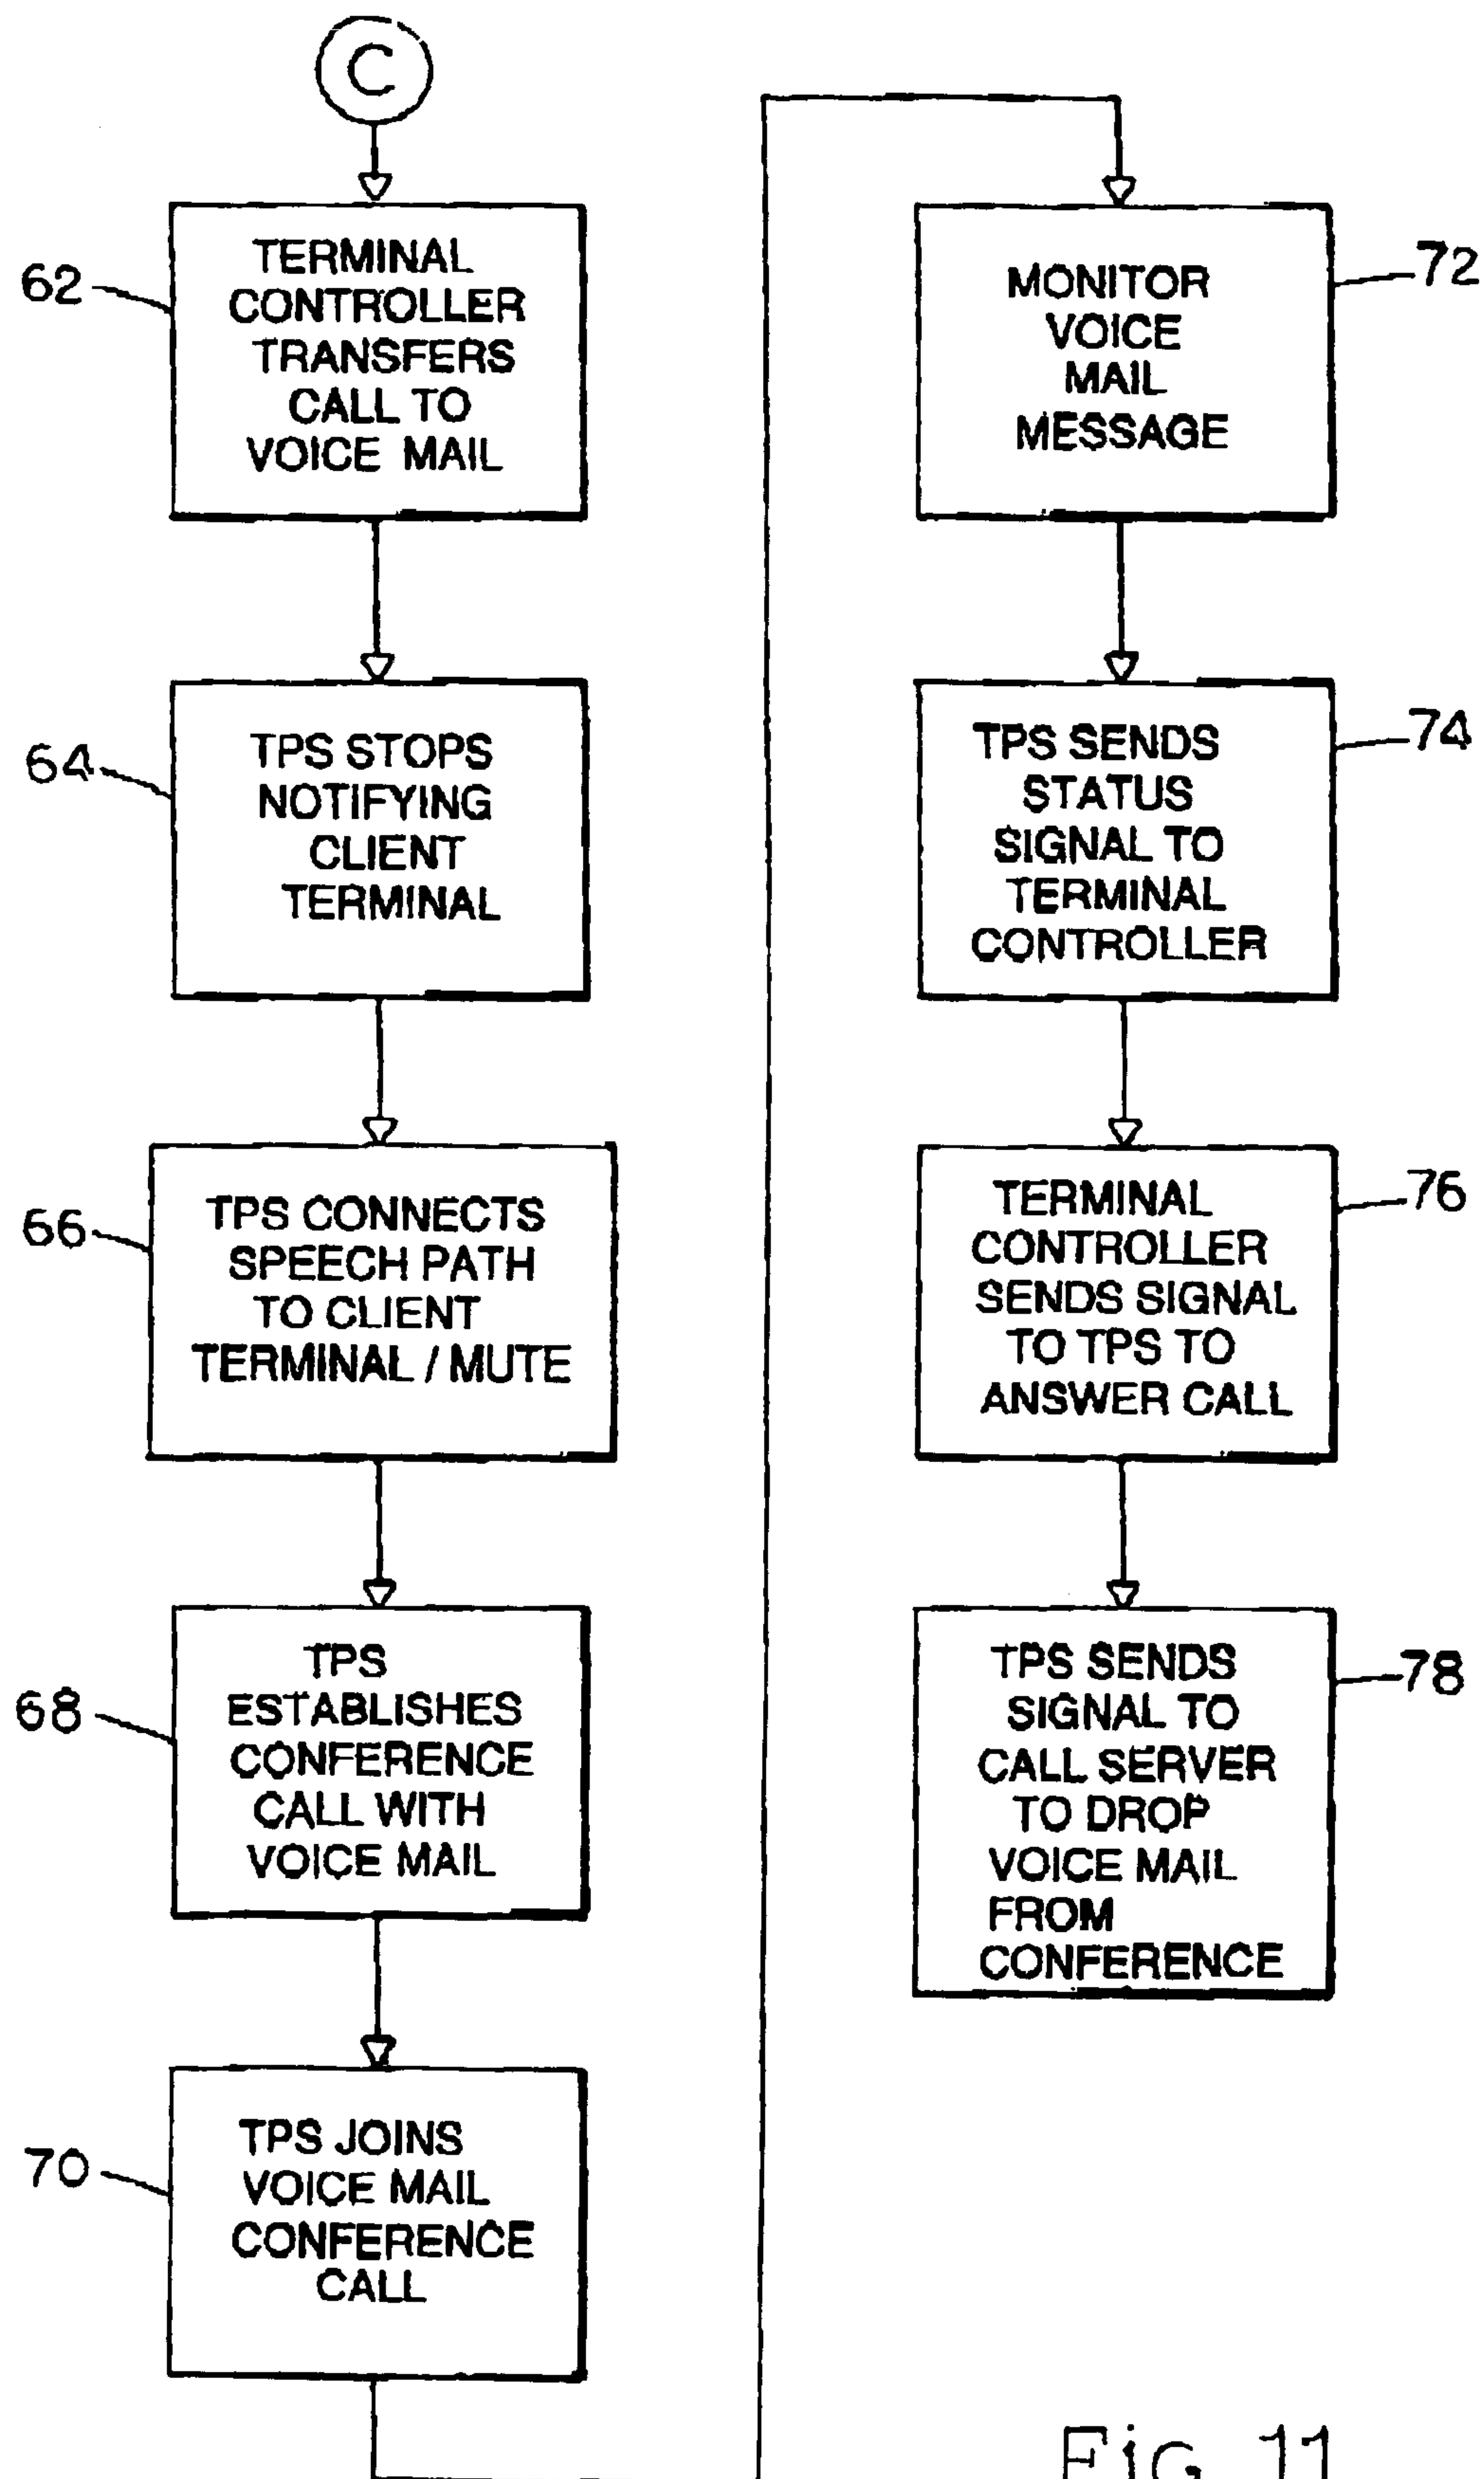 C
62
TERMINAL
CONTROLLER
TRANSFERS
CALL TO
VOICE MAIL
64
TPS STOPS
NOTIFYING
CLIENT
TERMINAL
66
TPS CONNECTS
SPEECH PATH
TO CLIENT
TERMINAL / MUTE
68
TPS
ESTABLISHES
CONFERENCE
CALL WITH
VOICE MAIL
70
TPS JOINS
VOICE MAIL
CONFERENCE
CALL
72
MONITOR
VOICE
MAIL
MESSAGE
74
TPS SENDS
STATUS
SIGNAL TO
TERMINAL
CONTROLLER
76
TERMINAL
CONTROLLER
SENDS SIGNAL
TO TPS TO
ANSWER CALL
78
TPS SENDS
SIGNAL TO
CALL SERVER
TO DROP
VOICE MAIL
FROM
CONFERENCE
Fig 11